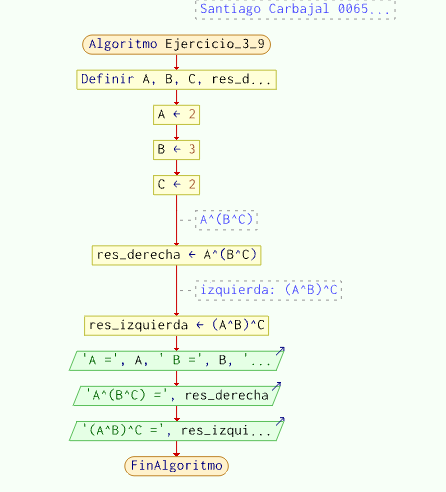 Santiago Carbajal 0065...
Algoritmo Ejercicio_3_9
Definir A, B, C, res_d...
A ← 2
B ← 3
C ← 2
A^(B^C)
res_derecha ← A^(B^C)
izquierda: (A^B)^C
res_izquierda ← (A^B)^C
'A =', A, ' B =', B, '...
'A^(B^C) =', res_derecha
'(A^B)^C =', res_izqui...
FinAlgoritmo